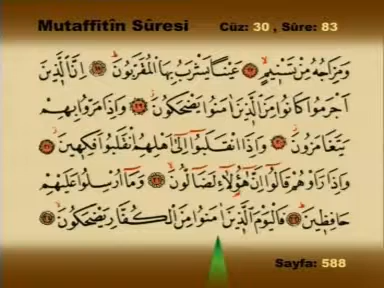 Mutaffitîn Sûresi Cüz: 30 , Sûre: 83
وَمِزَاجُهُ مِنْ تَسْنِيمٍ ﴿٢٧﴾ عَيْنًا يَشْرَبُ بِهَا الْمُقَرَّبُونَ ﴿٢٨﴾ اِنَّ الَّذِينَ
اَجْرَمُوا كَانُوا مِنَ الَّذِينَ اٰمَنُوا يَضْحَكُونَ ﴿٢٩﴾ وَاِذَا مَرُّوا بِهِمْ
يَتَغَامَزُونَ ﴿٣٠﴾ وَاِذَا انْقَلَبُوا اِلٰٓى اَهْلِهِمُ انْقَلَبُوا فَكِهِينَ ﴿٣١﴾
وَاِذَا رَاَوْهُمْ قَالُوا اِنَّ هٰٓؤُلَٓاءِ لَضَٓالُّونَ ﴿٣٢﴾ وَمَٓا اُرْسِلُوا عَلَيْهِمْ
حَافِظِينَ ﴿٣٣﴾ فَالْيَوْمَ الَّذِينَ اٰمَنُوا مِنَ الْكُفَّارِ يَضْحَكُونَ ﴿٣٤﴾
Sayfa: 588